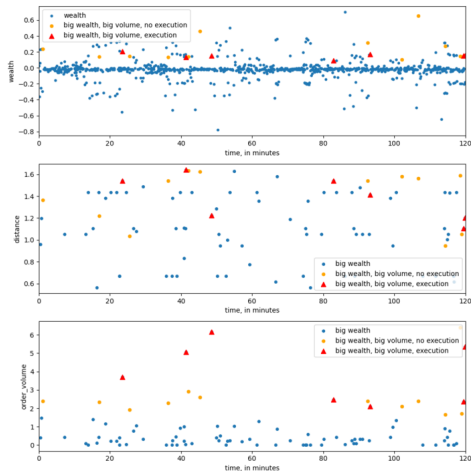 wealth
big wealth, big volume, no execution
big wealth, big volume, execution
0.6
0.4
0.2
0.0
−0.2
−0.4
−0.6
−0.8
wealth
0 20 40 60 80 100 120
time, in minutes
1.6
1.4
1.2
1.0
0.8
0.6
distance
big wealth
big wealth, big volume, no execution
big wealth, big volume, execution
0 20 40 60 80 100 120
time, in minutes
big wealth
big wealth, big volume, no execution
big wealth, big volume, execution
6
5
4
3
2
1
0
order_volume
0 20 40 60 80 100 120
time, in minutes